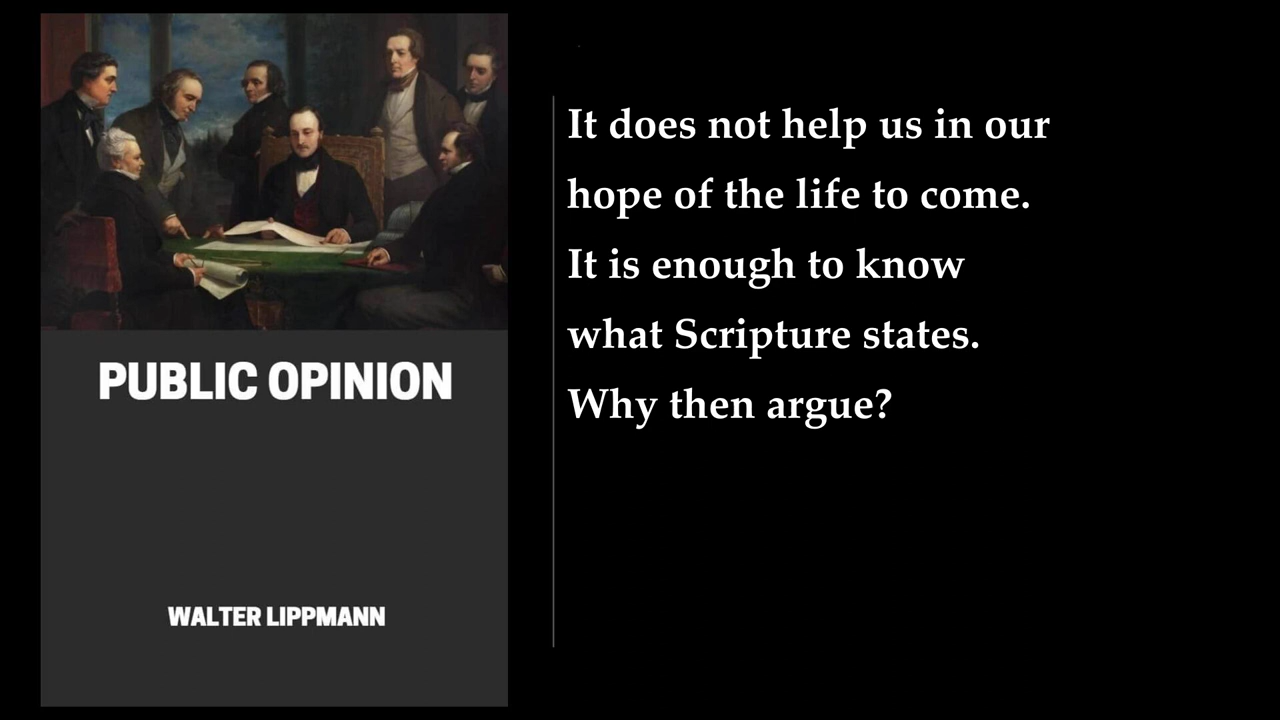 PUBLIC OPINION
WALTER LIPPMANN
It does not help us in our
hope of the life to come.
It is enough to know
what Scripture states.
Why then argue?